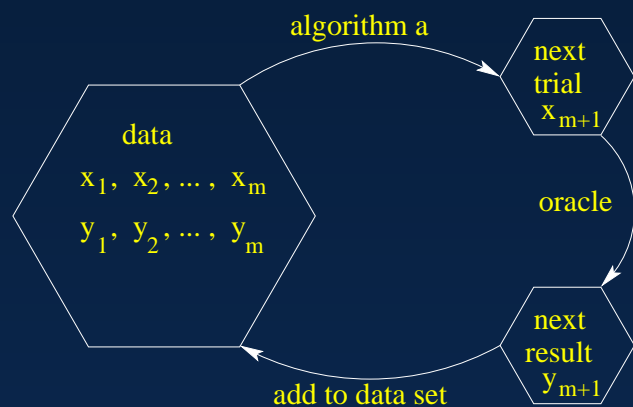 algorithm a
next
trial
x_{m+1}
data
x_1, x_2, ... , x_m
y_1, y_2, ... , y_m
oracle
next
result
y_{m+1}
add to data set